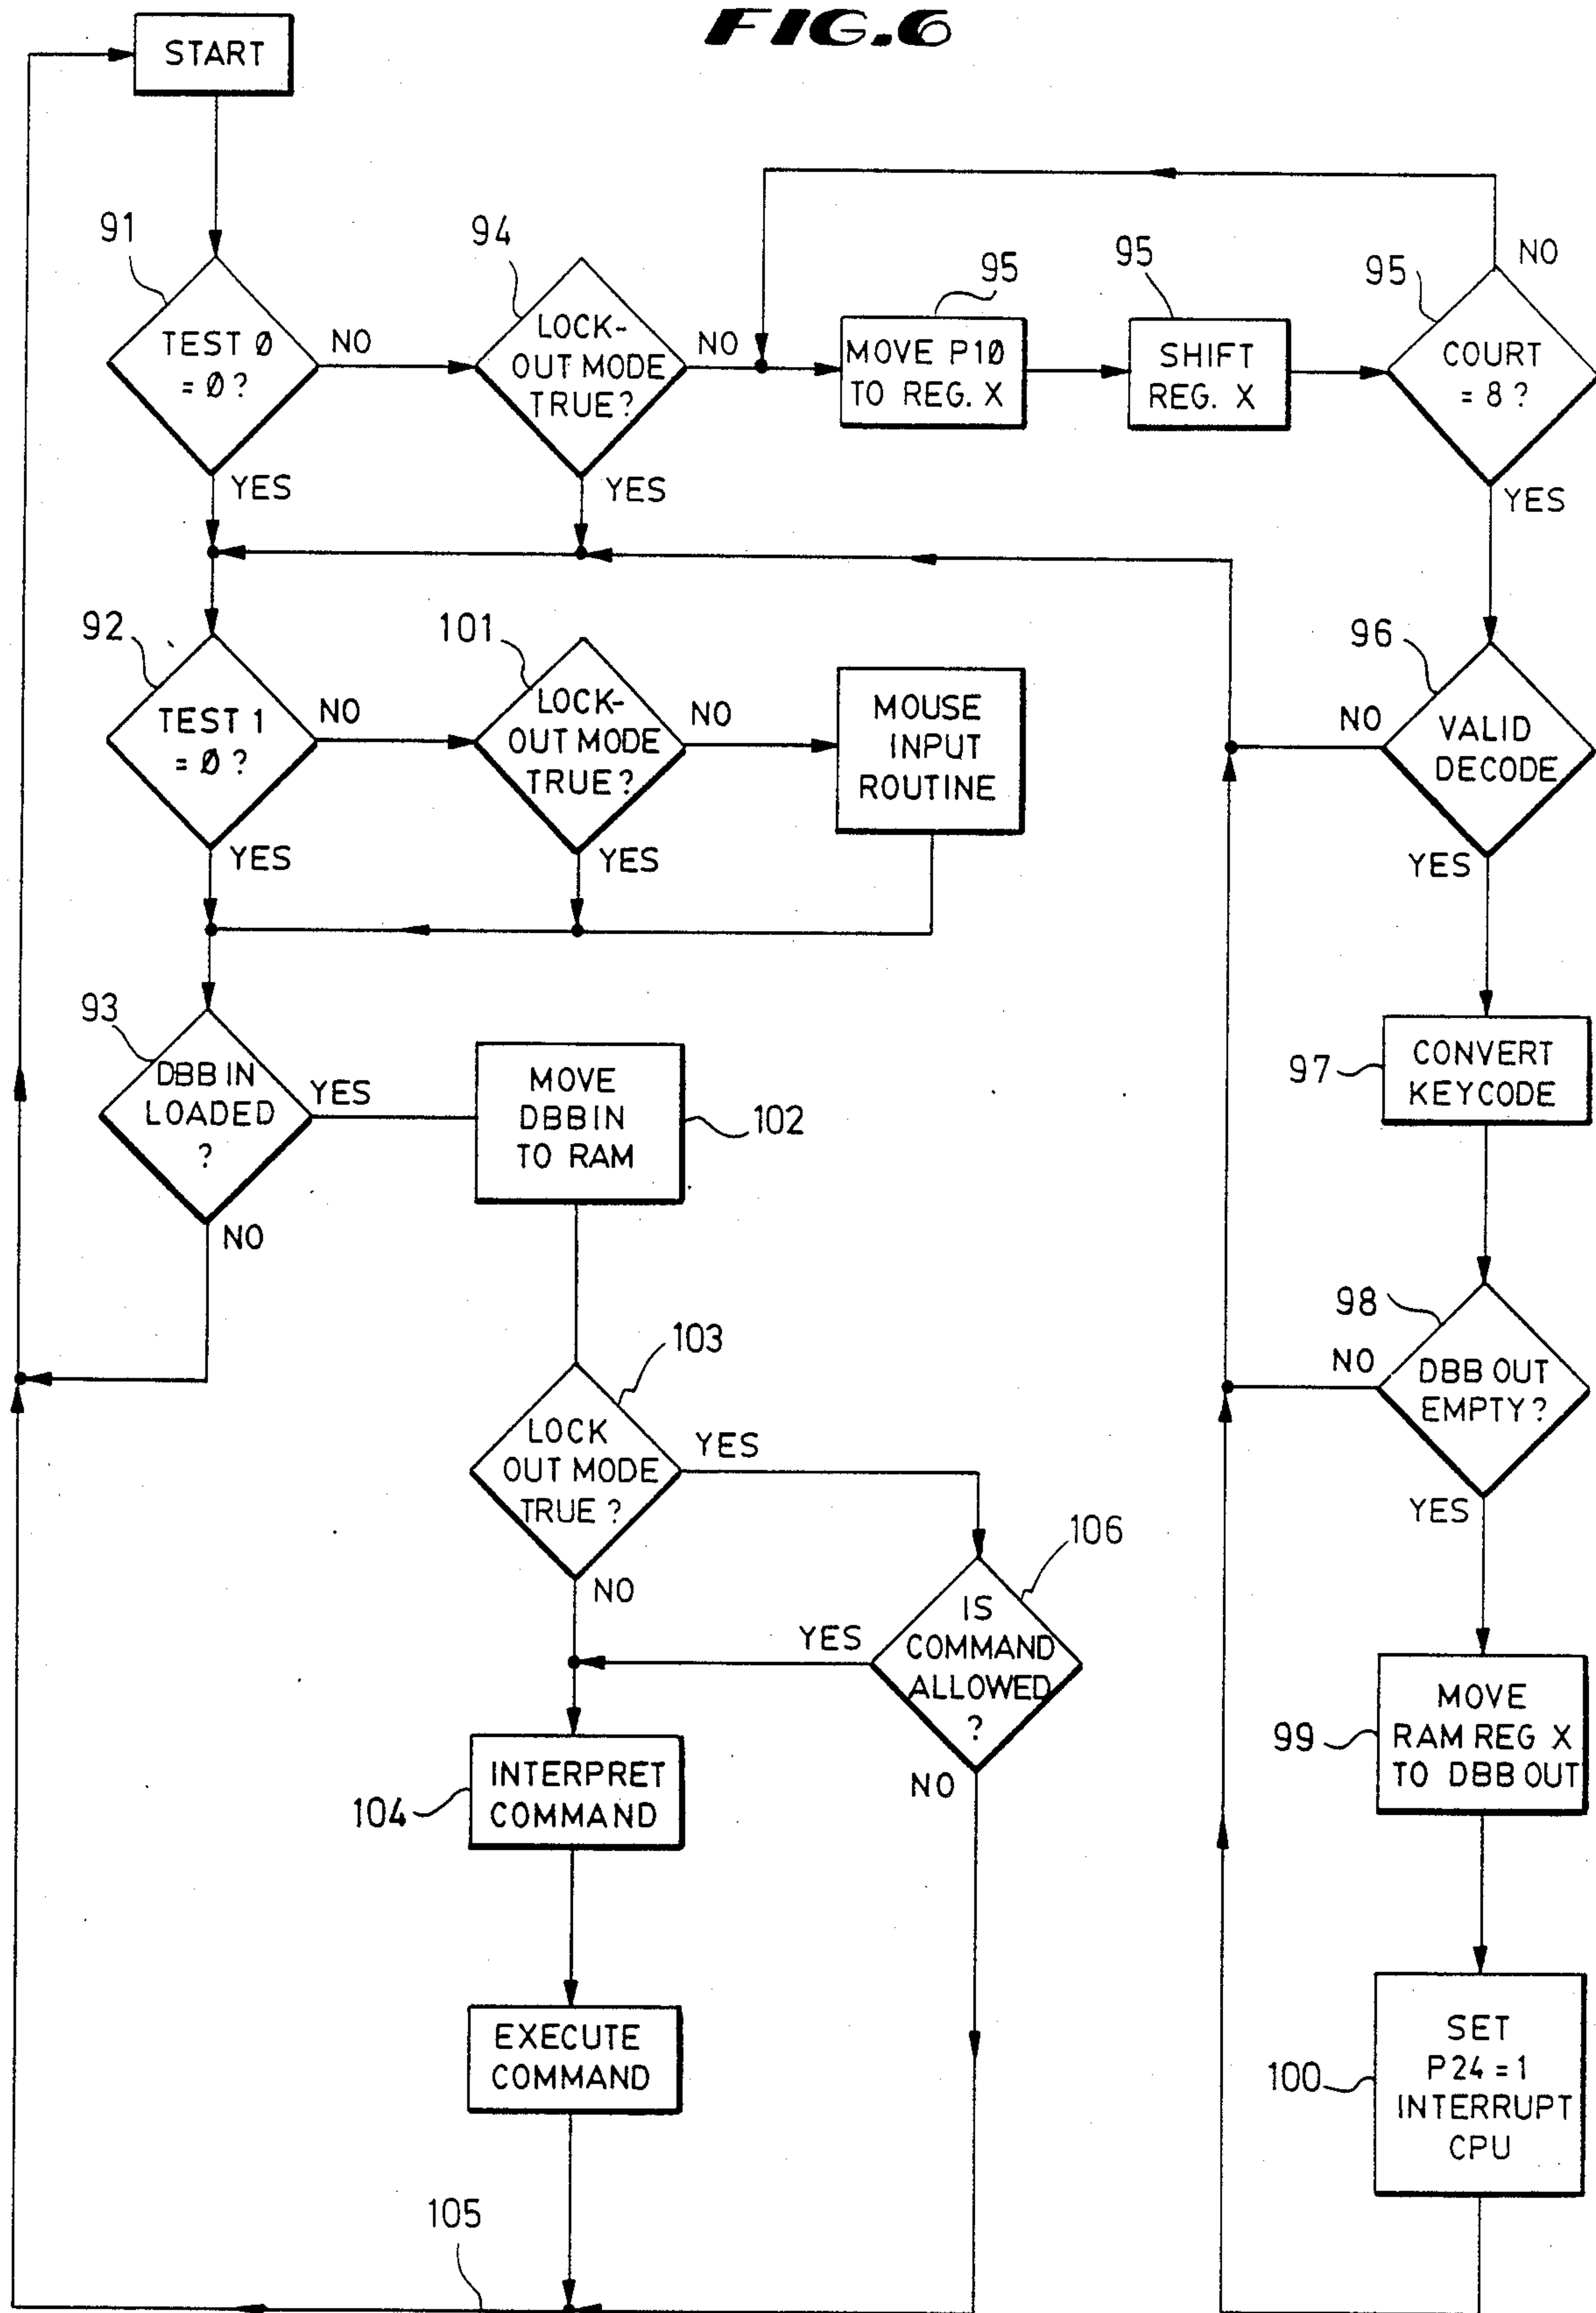 FIG.6
START
91
TEST Ø
= Ø ?
NO
YES
94
LOCK-
OUT MODE
TRUE?
NO
YES
95
MOVE P1Ø
TO REG. X
95
SHIFT
REG. X
95
COURT
= 8 ?
NO
YES
92
TEST 1
= Ø ?
NO
YES
101
LOCK-
OUT MODE
TRUE?
NO
YES
MOUSE
INPUT
ROUTINE
96
VALID
DECODE
NO
YES
93
DBB IN
LOADED
?
YES
NO
MOVE
DBBIN
TO RAM
102
97
CONVERT
KEYCODE
98
DBB OUT
EMPTY?
NO
YES
103
LOCK
OUT MODE
TRUE ?
YES
NO
106
IS
COMMAND
ALLOWED
?
YES
NO
99
MOVE
RAM REG X
TO DBB OUT
104
INTERPRET
COMMAND
EXECUTE
COMMAND
100
SET
P24 = 1
INTERRUPT
CPU
105